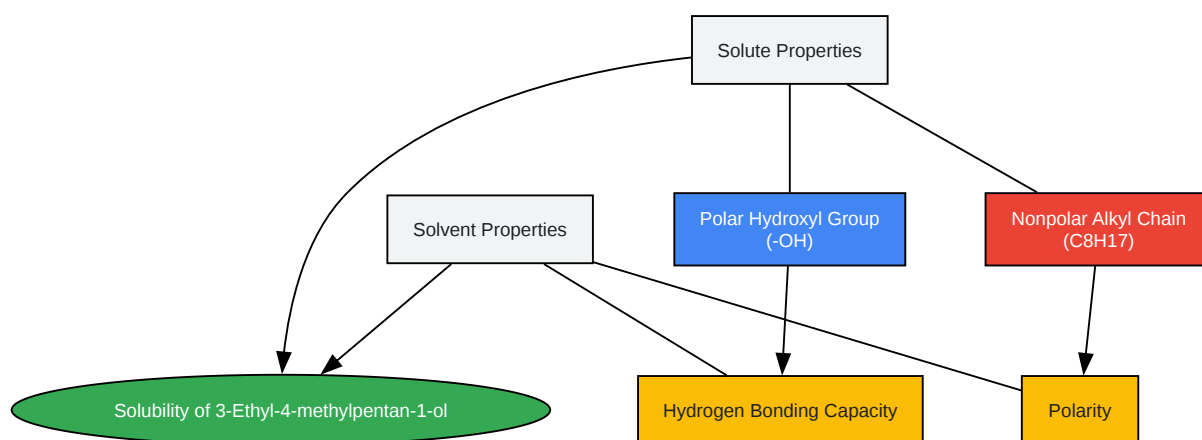 Solute Properties
Solvent Properties
Polar Hydroxyl Group
(-OH)
Nonpolar Alkyl Chain
(C8H17)
Solubility of 3-Ethyl-4-methylpentan-1-ol
Hydrogen Bonding Capacity
Polarity